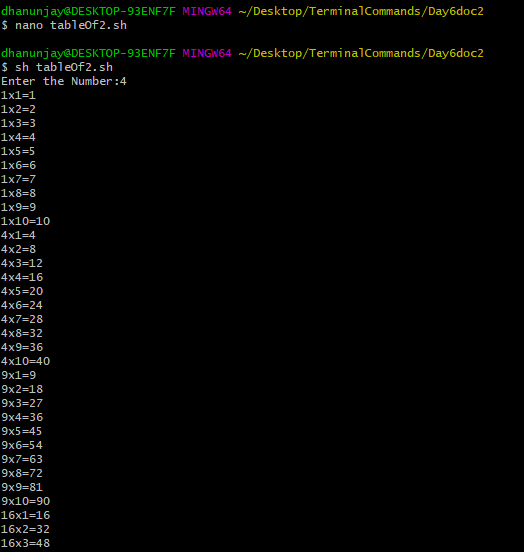 dhanunjay@DESKTOP-93ENF7F MINGW64 ~/Desktop/TerminalCommands/Day6doc2
$ nano tableOf2.sh
dhanunjay@DESKTOP-93ENF7F MINGW64 ~/Desktop/TerminalCommands/Day6doc2
$ sh tableOf2.sh
Enter the Number:4
1x1=1
1x2=2
1x3=3
1x4=4
1x5=5
1x6=6
1x7=7
1x8=8
1x9=9
1x10=10
4x1=4
4x2=8
4x3=12
4x4=16
4x5=20
4x6=24
4x7=28
4x8=32
4x9=36
4x10=40
9x1=9
9x2=18
9x3=27
9x4=36
9x5=45
9x6=54
9x7=63
9x8=72
9x9=81
9x10=90
16x1=16
16x2=32
16x3=48